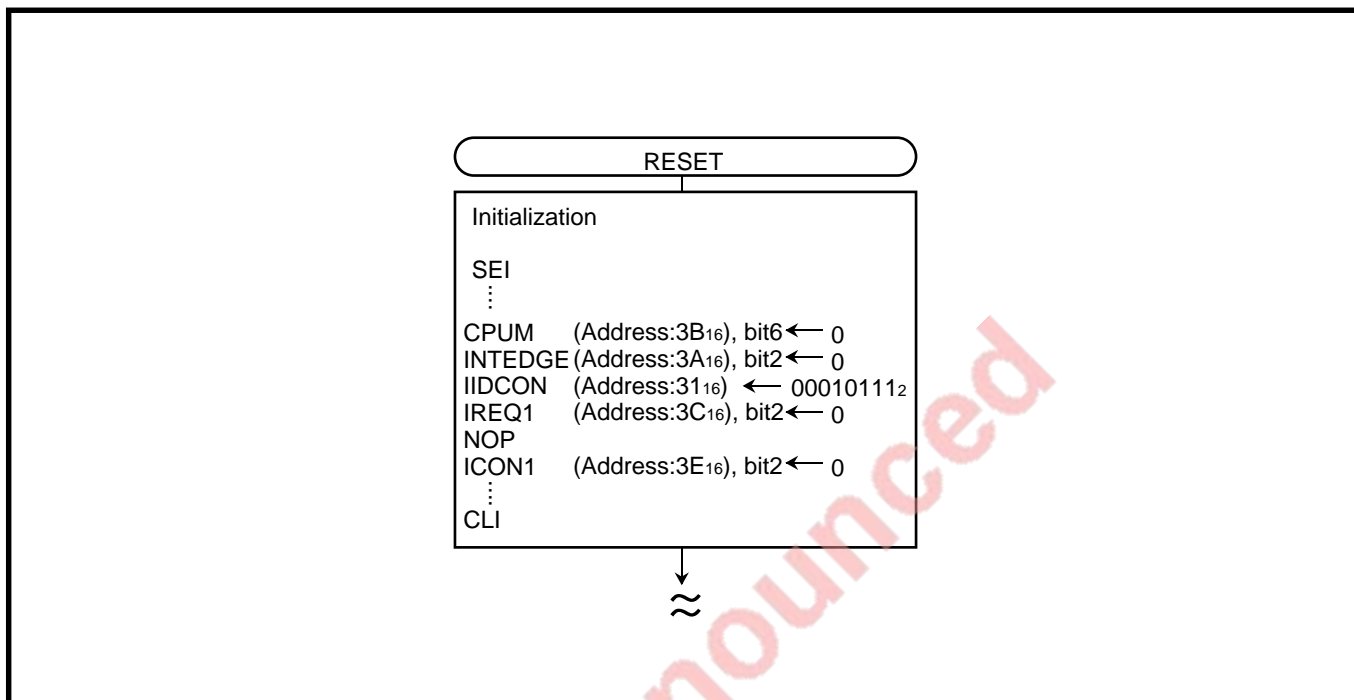 RESET
Initialization
SEI
⋮
CPUM (Address:3B₁₆), bit6 ← 0
INTEDGE (Address:3A₁₆), bit2 ← 0
IIDCON (Address:31₁₆) ← 00010111₂
IREQ1 (Address:3C₁₆), bit2 ← 0
NOP
ICON1 (Address:3E₁₆), bit2 ← 0
⋮
CLI
≈
nounced